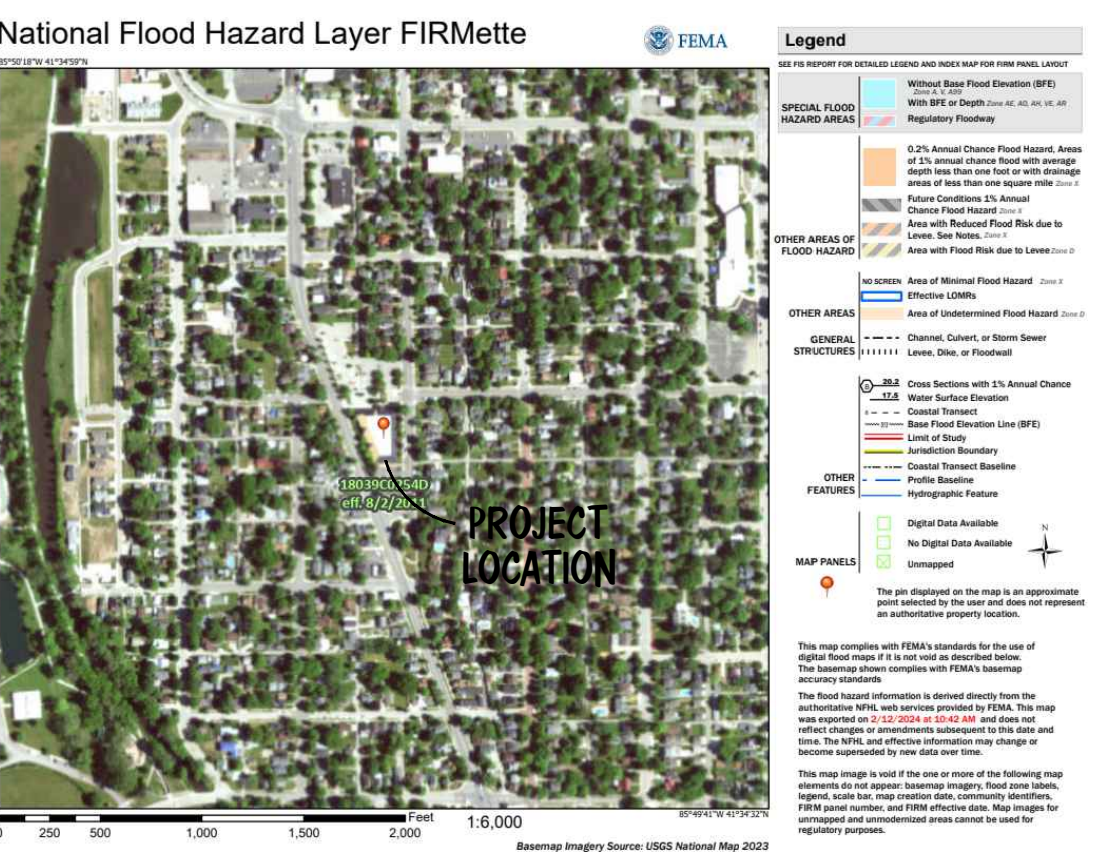 National Flood Hazard Layer FIRMette
FEMA
Legend
85°50'18"W 41°34'59"N
SEE FIS REPORT FOR DETAILED LEGEND AND INDEX MAP FOR FIRM PANEL LAYOUT
SPECIAL FLOOD
HAZARD AREAS
Without Base Flood Elevation (BFE)
Zone A, V, A99
With BFE or Depth Zone AE, AO, AH, VE, AR
Regulatory Floodway
0.2% Annual Chance Flood Hazard, Areas
of 1% annual chance flood with average
depth less than one foot or with drainage
areas of less than one square mile Zone X
Future Conditions 1% Annual
Chance Flood Hazard Zone X
Area with Reduced Flood Risk due to
Levee. See Notes. Zone X
Area with Flood Risk due to Levee Zone D
OTHER AREAS OF
FLOOD HAZARD
NO SCREEN Area of Minimal Flood Hazard Zone X
Effective LOMRs
OTHER AREAS
Area of Undetermined Flood Hazard Zone D
GENERAL
STRUCTURES
Channel, Culvert, or Storm Sewer
Levee, Dike, or Floodwall
B 20.2 Cross Sections with 1% Annual Chance
17.5 Water Surface Elevation
8 Coastal Transect
Base Flood Elevation Line (BFE)
Limit of Study
Jurisdiction Boundary
Coastal Transect Baseline
OTHER
FEATURES
Profile Baseline
Hydrographic Feature
Digital Data Available
No Digital Data Available
Unmapped
MAP PANELS
N
The pin displayed on the map is an approximate
point selected by the user and does not represent
an authoritative property location.
18039C0254D
eff. 8/2/2011
PROJECT
LOCATION
This map complies with FEMA's standards for the use of
digital flood maps if it is not void as described below.
The basemap shown complies with FEMA's basemap
accuracy standards
The flood hazard information is derived directly from the
authoritative NFHL web services provided by FEMA. This map
was exported on 2/12/2024 at 10:42 AM and does not
reflect changes or amendments subsequent to this date and
time. The NFHL and effective information may change or
become superseded by new data over time.
This map image is void if the one or more of the following map
elements do not appear: basemap imagery, flood zone labels,
legend, scale bar, map creation date, community identifiers,
FIRM panel number, and FIRM effective date. Map images for
unmapped and unmodernized areas cannot be used for
regulatory purposes.
85°49'41"W 41°34'32"N
0 250 500 1,000 1,500 2,000
Feet
1:6,000
Basemap Imagery Source: USGS National Map 2023